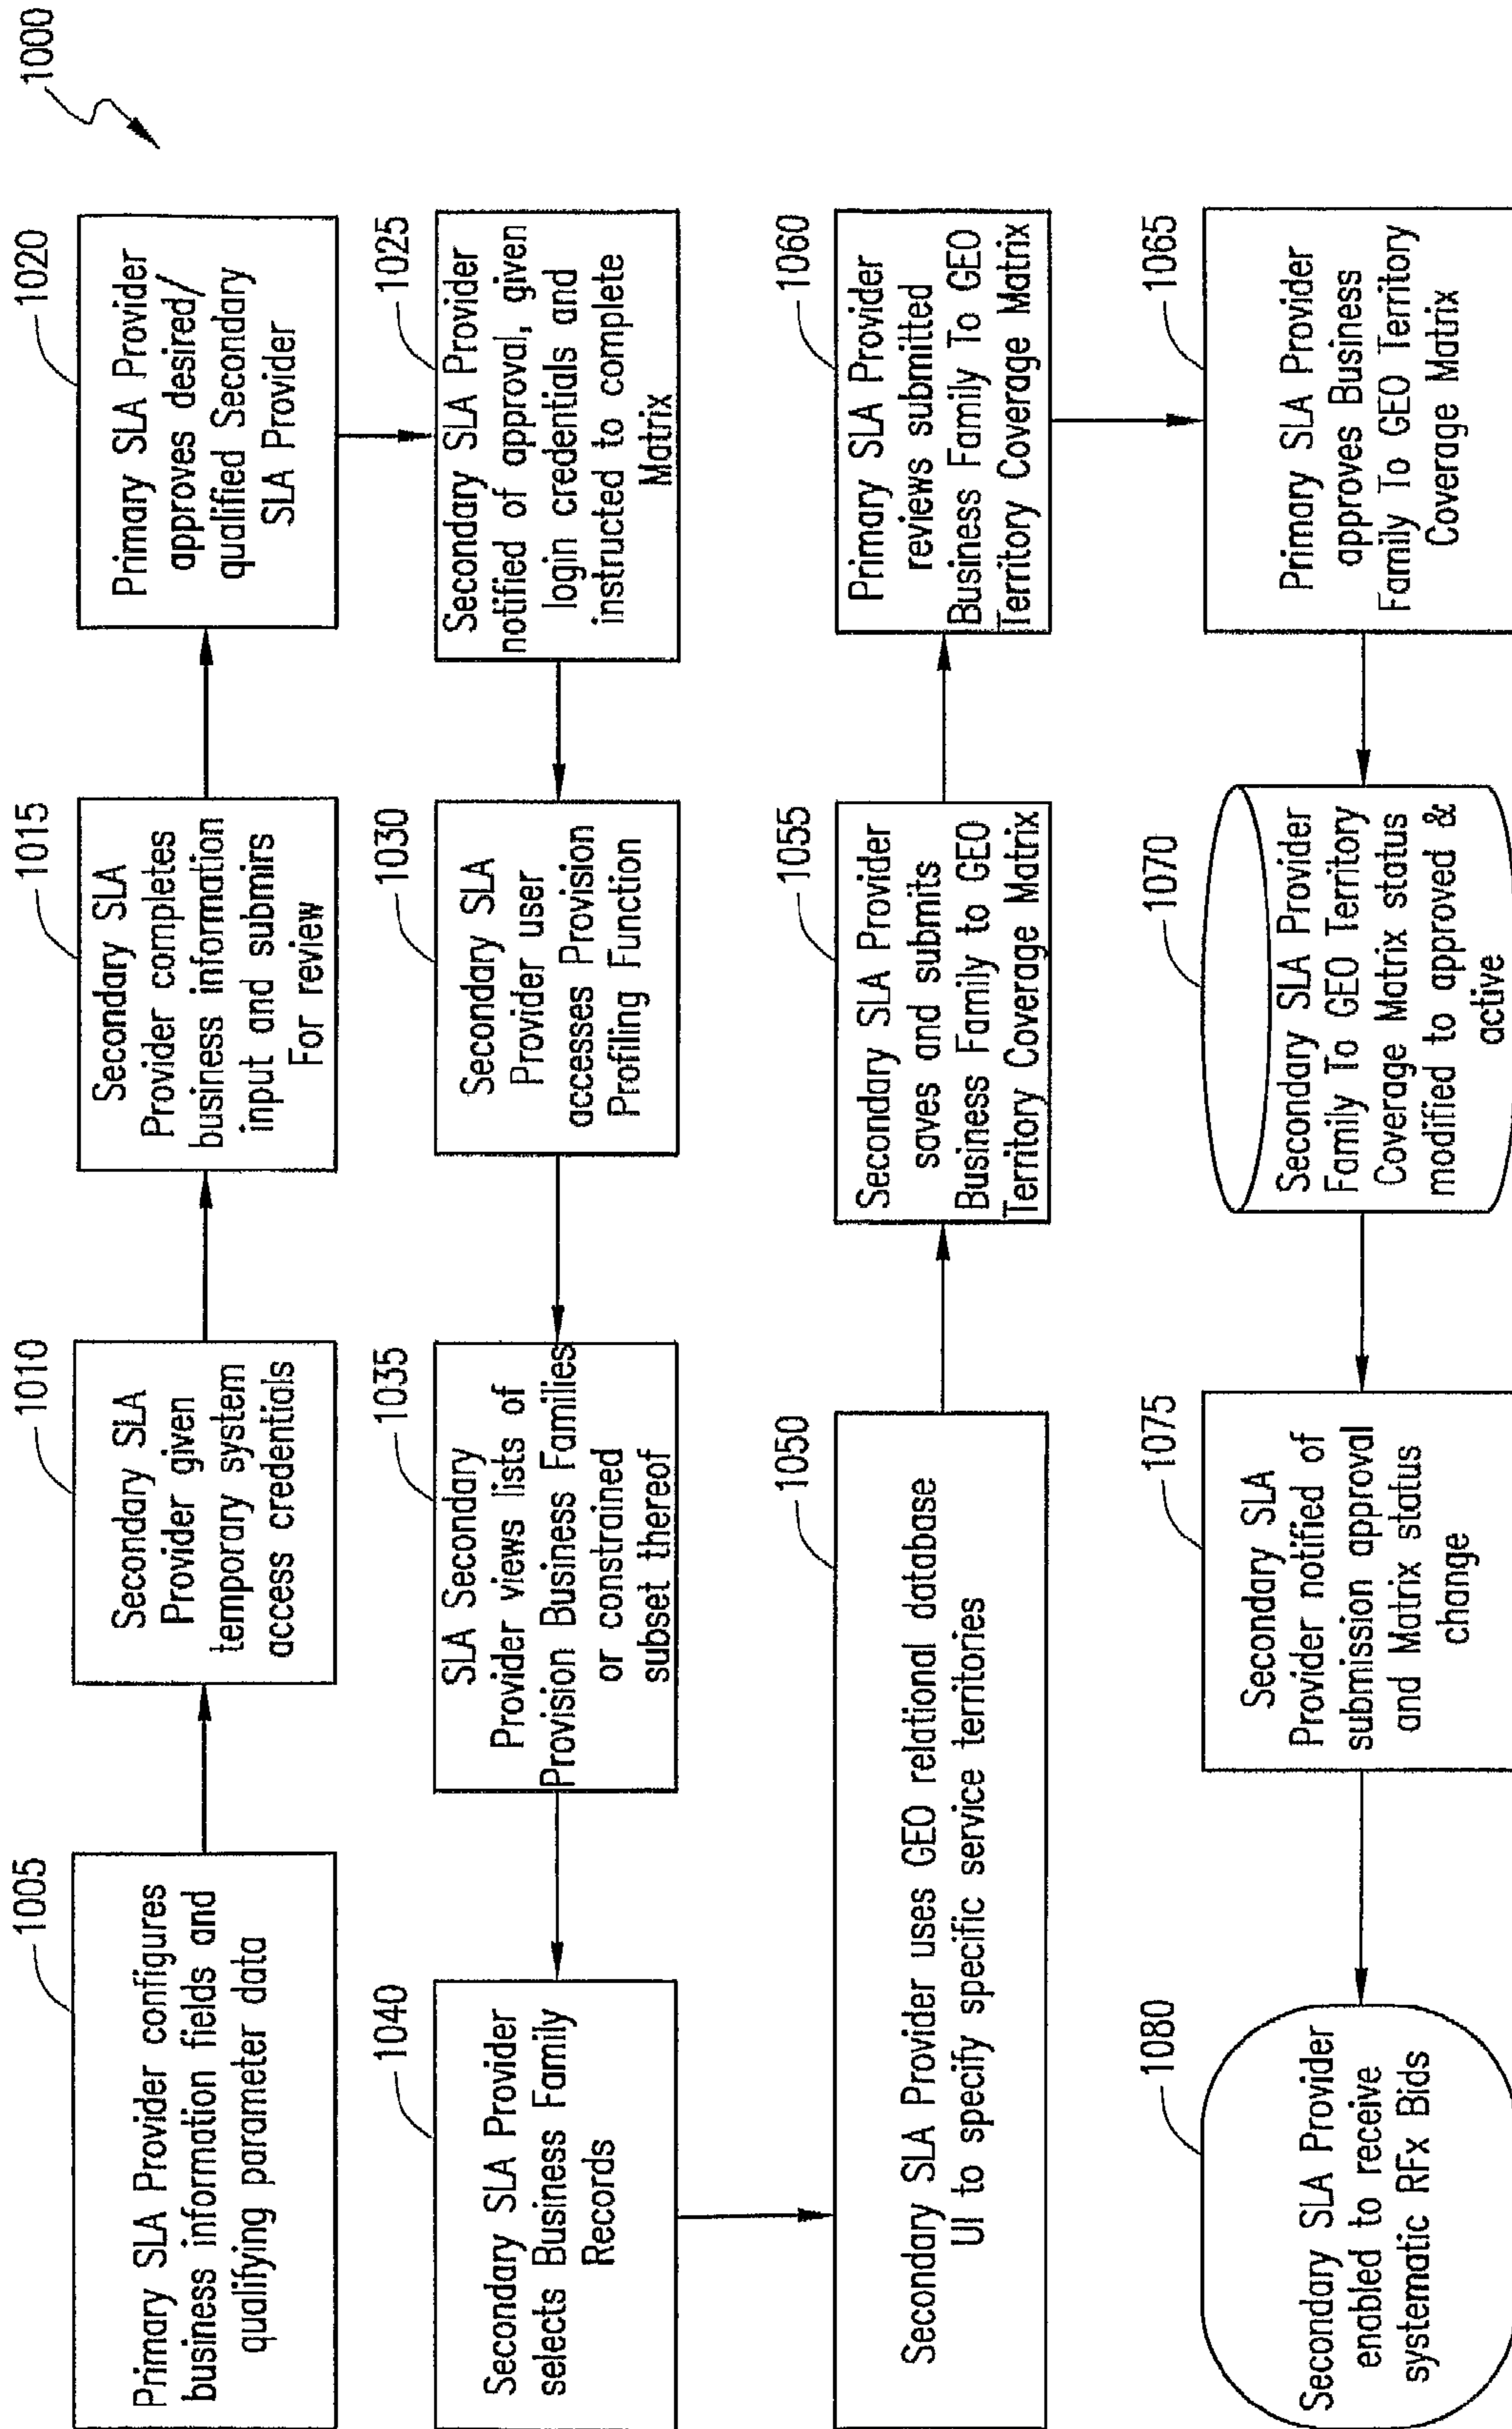 1000
1005
Primary SLA Provider configures
business information fields and
qualifying parameter data
1010
Secondary SLA
Provider given
temporary system
access credentials
1015
Secondary SLA
Provider completes
business information
input and submirs
For review
1020
Primary SLA Provider
approves desired/
qualified Secondary
SLA Provider
1025
Secondary SLA Provider
notified of approval, given
login credentials and
instructed to complete
Matrix
1030
Secondary SLA
Provider user
accesses Provision
Profiling Function
1035
SLA Secondary
Provider views lists of
Provision Business Families
or constrained
subset thereof
1040
Secondary SLA Provider
selects Business Family
Records
1050
Secondary SLA Provider uses GEO relational database
UI to specify specific service territories
1055
Secondary SLA Provider
saves and submits
Business Family to GEO
Territory Coverage Matrix
1060
Primary SLA Provider
reviews submitted
Business Family To GEO
Territory Coverage Matrix
1065
Primary SLA Provider
approves Business
Family To GEO Territory
Coverage Matrix
1070
Secondary SLA Provider
Family To GEO Territory
Coverage Matrix status
modified to approved &
active
1075
Secondary SLA
Provider notified of
submission approval
and Matrix status
change
1080
Secondary SLA Provider
enabled to receive
systematic RFx Bids